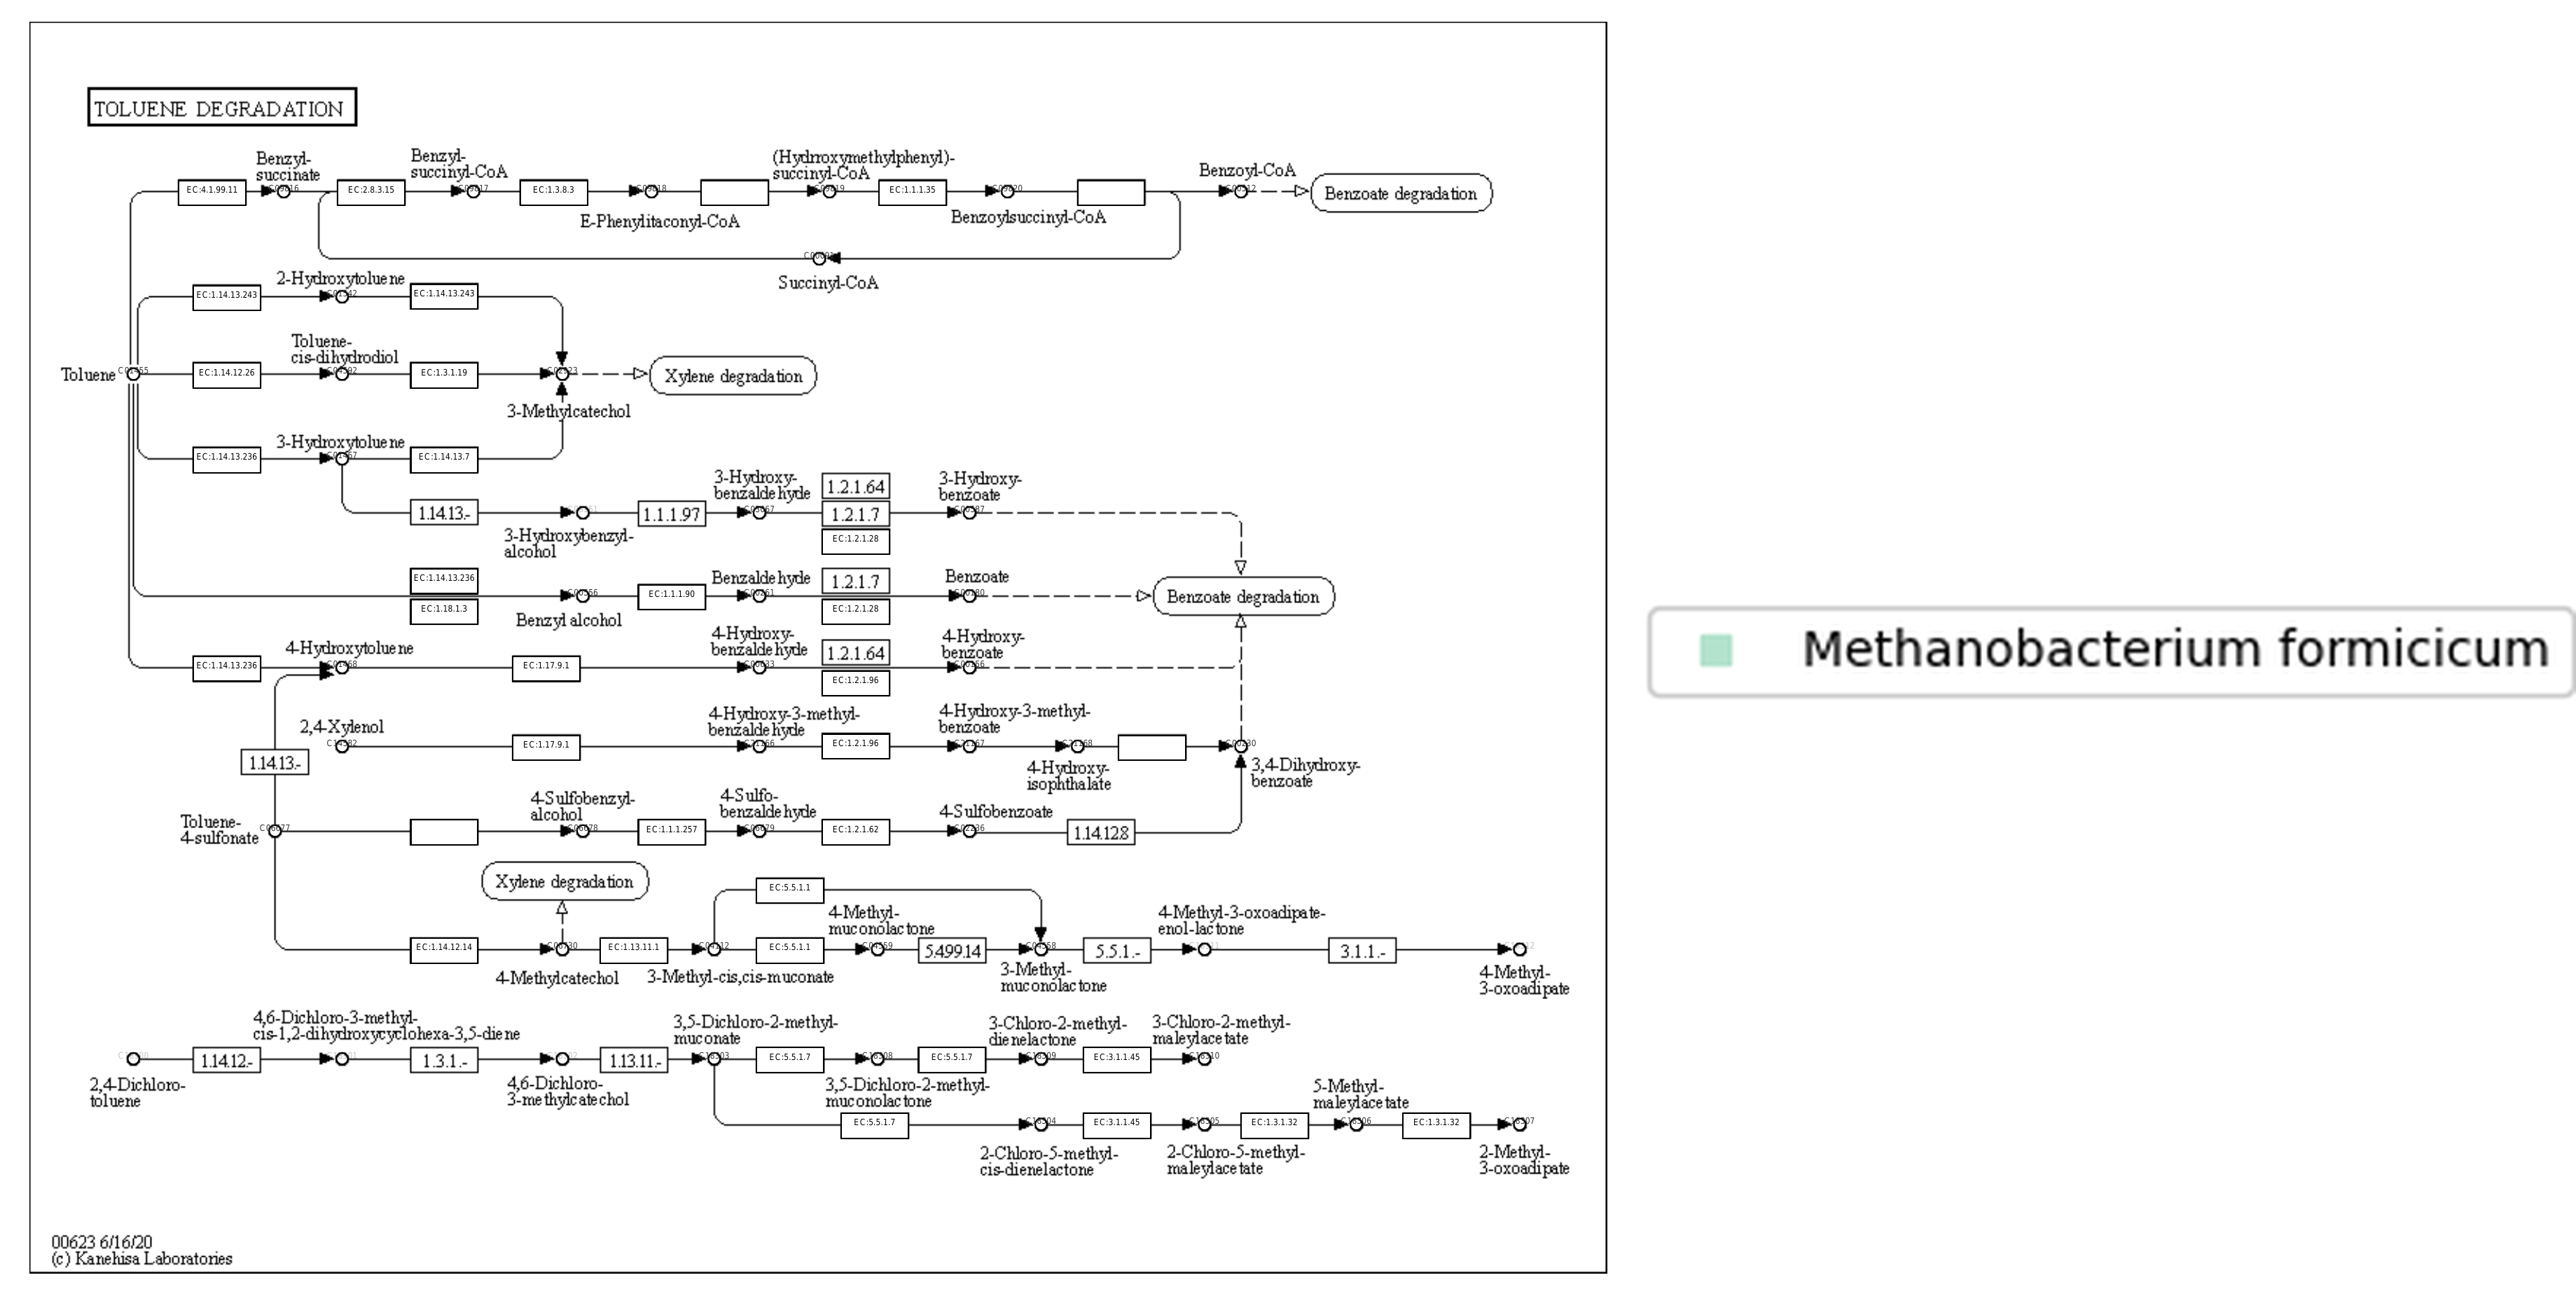 TOLUENE DEGRADATION
Benzyl-
succinate
Benzyl-
succinyl-CoA
(Hydrroxymethylphenyl)-
succinyl-CoA
Benzoyl-CoA
EC:4.1.99.11
EC:2.8.3.15
EC:1.3.8.3
EC:1.1.1.35
Benzoate degradation
E-Phenylitaconyl-CoA
Benzoylsuccinyl-CoA
Succinyl-CoA
2-Hydroxytoluene
EC:1.14.13.243
EC:1.14.13.243
Toluene-
cis-dihydrodiol
Toluene
EC:1.14.12.26
EC:1.3.1.19
Xylene degradation
3-Methylcatechol
3-Hydroxytoluene
EC:1.14.13.236
EC:1.14.13.7
3-Hydroxy-
benzaldehyde
1.2.1.64
3-Hydroxy-
benzoate
1.14.13.-
1.1.1.97
1.2.1.7
3-Hydroxybenzyl-
alcohol
EC:1.2.1.28
EC:1.14.13.236
Benzaldehyde
1.2.1.7
Benzoate
EC:1.1.1.90
Benzoate degradation
EC:1.18.1.3
Benzyl alcohol
EC:1.2.1.28
4-Hydroxytoluene
4-Hydroxy-
benzaldehyde
1.2.1.64
4-Hydroxy-
benzoate
EC:1.14.13.236
EC:1.17.9.1
EC:1.2.1.96
Methanobacterium formicicum
2,4-Xylenol
4-Hydroxy-3-methyl-
benzaldehyde
4-Hydroxy-3-methyl-
benzoate
EC:1.17.9.1
EC:1.2.1.96
1.14.13.-
4-Hydroxy-
isophthalate
3,4-Dihydroxy-
benzoate
4-Sulfobenzyl-
alcohol
4-Sulfo-
benzaldehyde
4-Sulfobenzoate
Toluene-
4-sulfonate
EC:1.1.1.257
EC:1.2.1.62
1.14.12.8
Xylene degradation
EC:5.5.1.1
4-Methyl-
muconolactone
4-Methyl-3-oxoadipate-
enol-lactone
EC:1.14.12.14
EC:1.13.11.1
EC:5.5.1.1
5.4.99.14
5.5.1.-
3.1.1.-
4-Methylcatechol
3-Methyl-cis,cis-muconate
3-Methyl-
muconolactone
4-Methyl-
3-oxoadipate
4,6-Dichloro-3-methyl-
cis-1,2-dihydroxycyclohexa-3,5-diene
3,5-Dichloro-2-methyl-
muconate
3-Chloro-2-methyl-
dienelactone
3-Chloro-2-methyl-
maleylacetate
1.14.12.-
1.3.1.-
1.13.11.-
EC:5.5.1.7
EC:5.5.1.7
EC:3.1.1.45
2,4-Dichloro-
toluene
4,6-Dichloro-
3-methylcatechol
3,5-Dichloro-2-methyl-
muconolactone
5-Methyl-
maleylacetate
EC:5.5.1.7
EC:3.1.1.45
EC:1.3.1.32
EC:1.3.1.32
2-Chloro-5-methyl-
cis-dienelactone
2-Chloro-5-methyl-
maleylacetate
2-Methyl-
3-oxoadipate
00623 6/16/20
(c) Kanehisa Laboratories